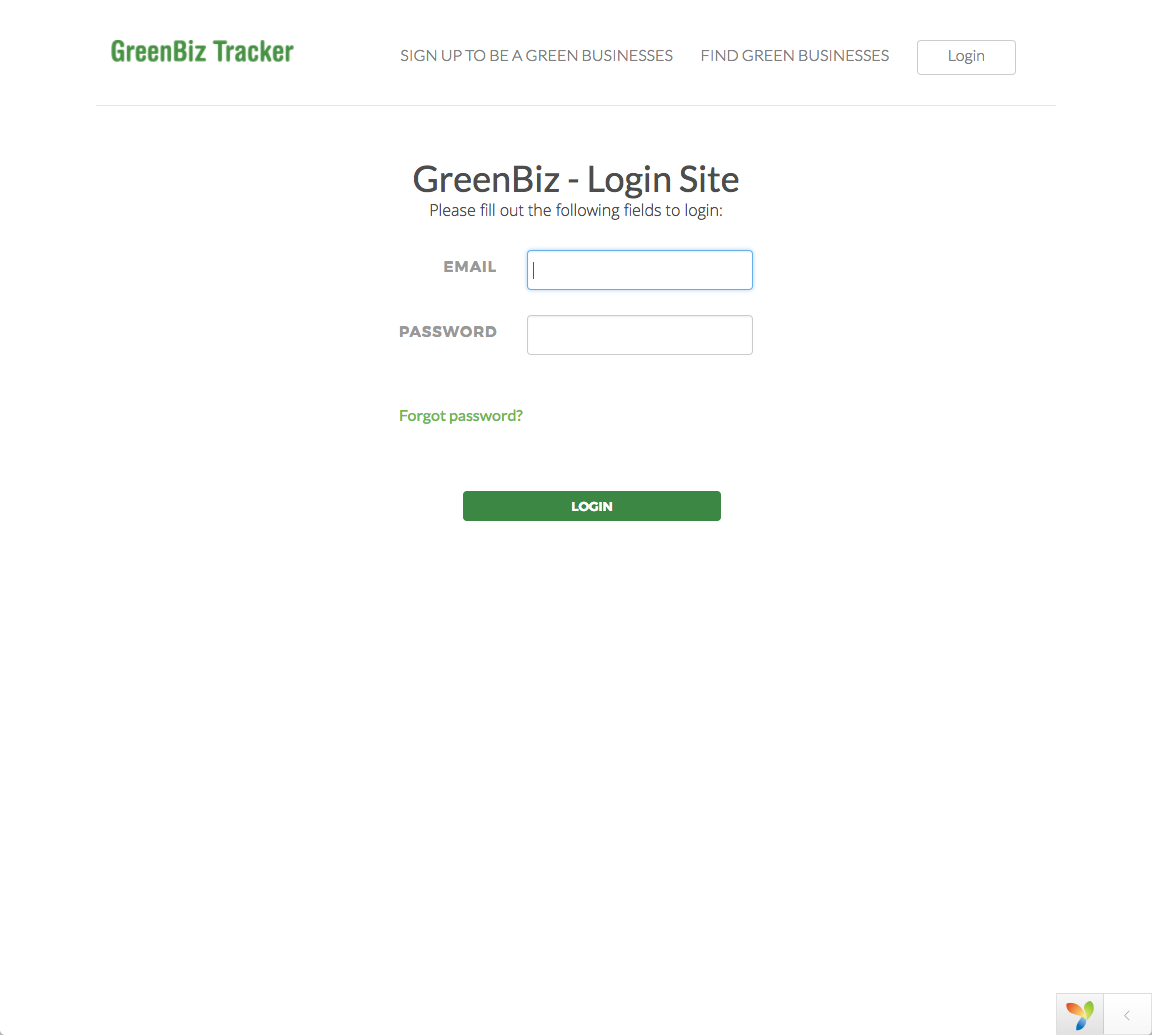 GreenBiz Tracker
SIGN UP TO BE A GREEN BUSINESSES
FIND GREEN BUSINESSES
Login
GreenBiz - Login Site
Please fill out the following fields to login:
EMAIL
PASSWORD
Forgot password?
LOGIN